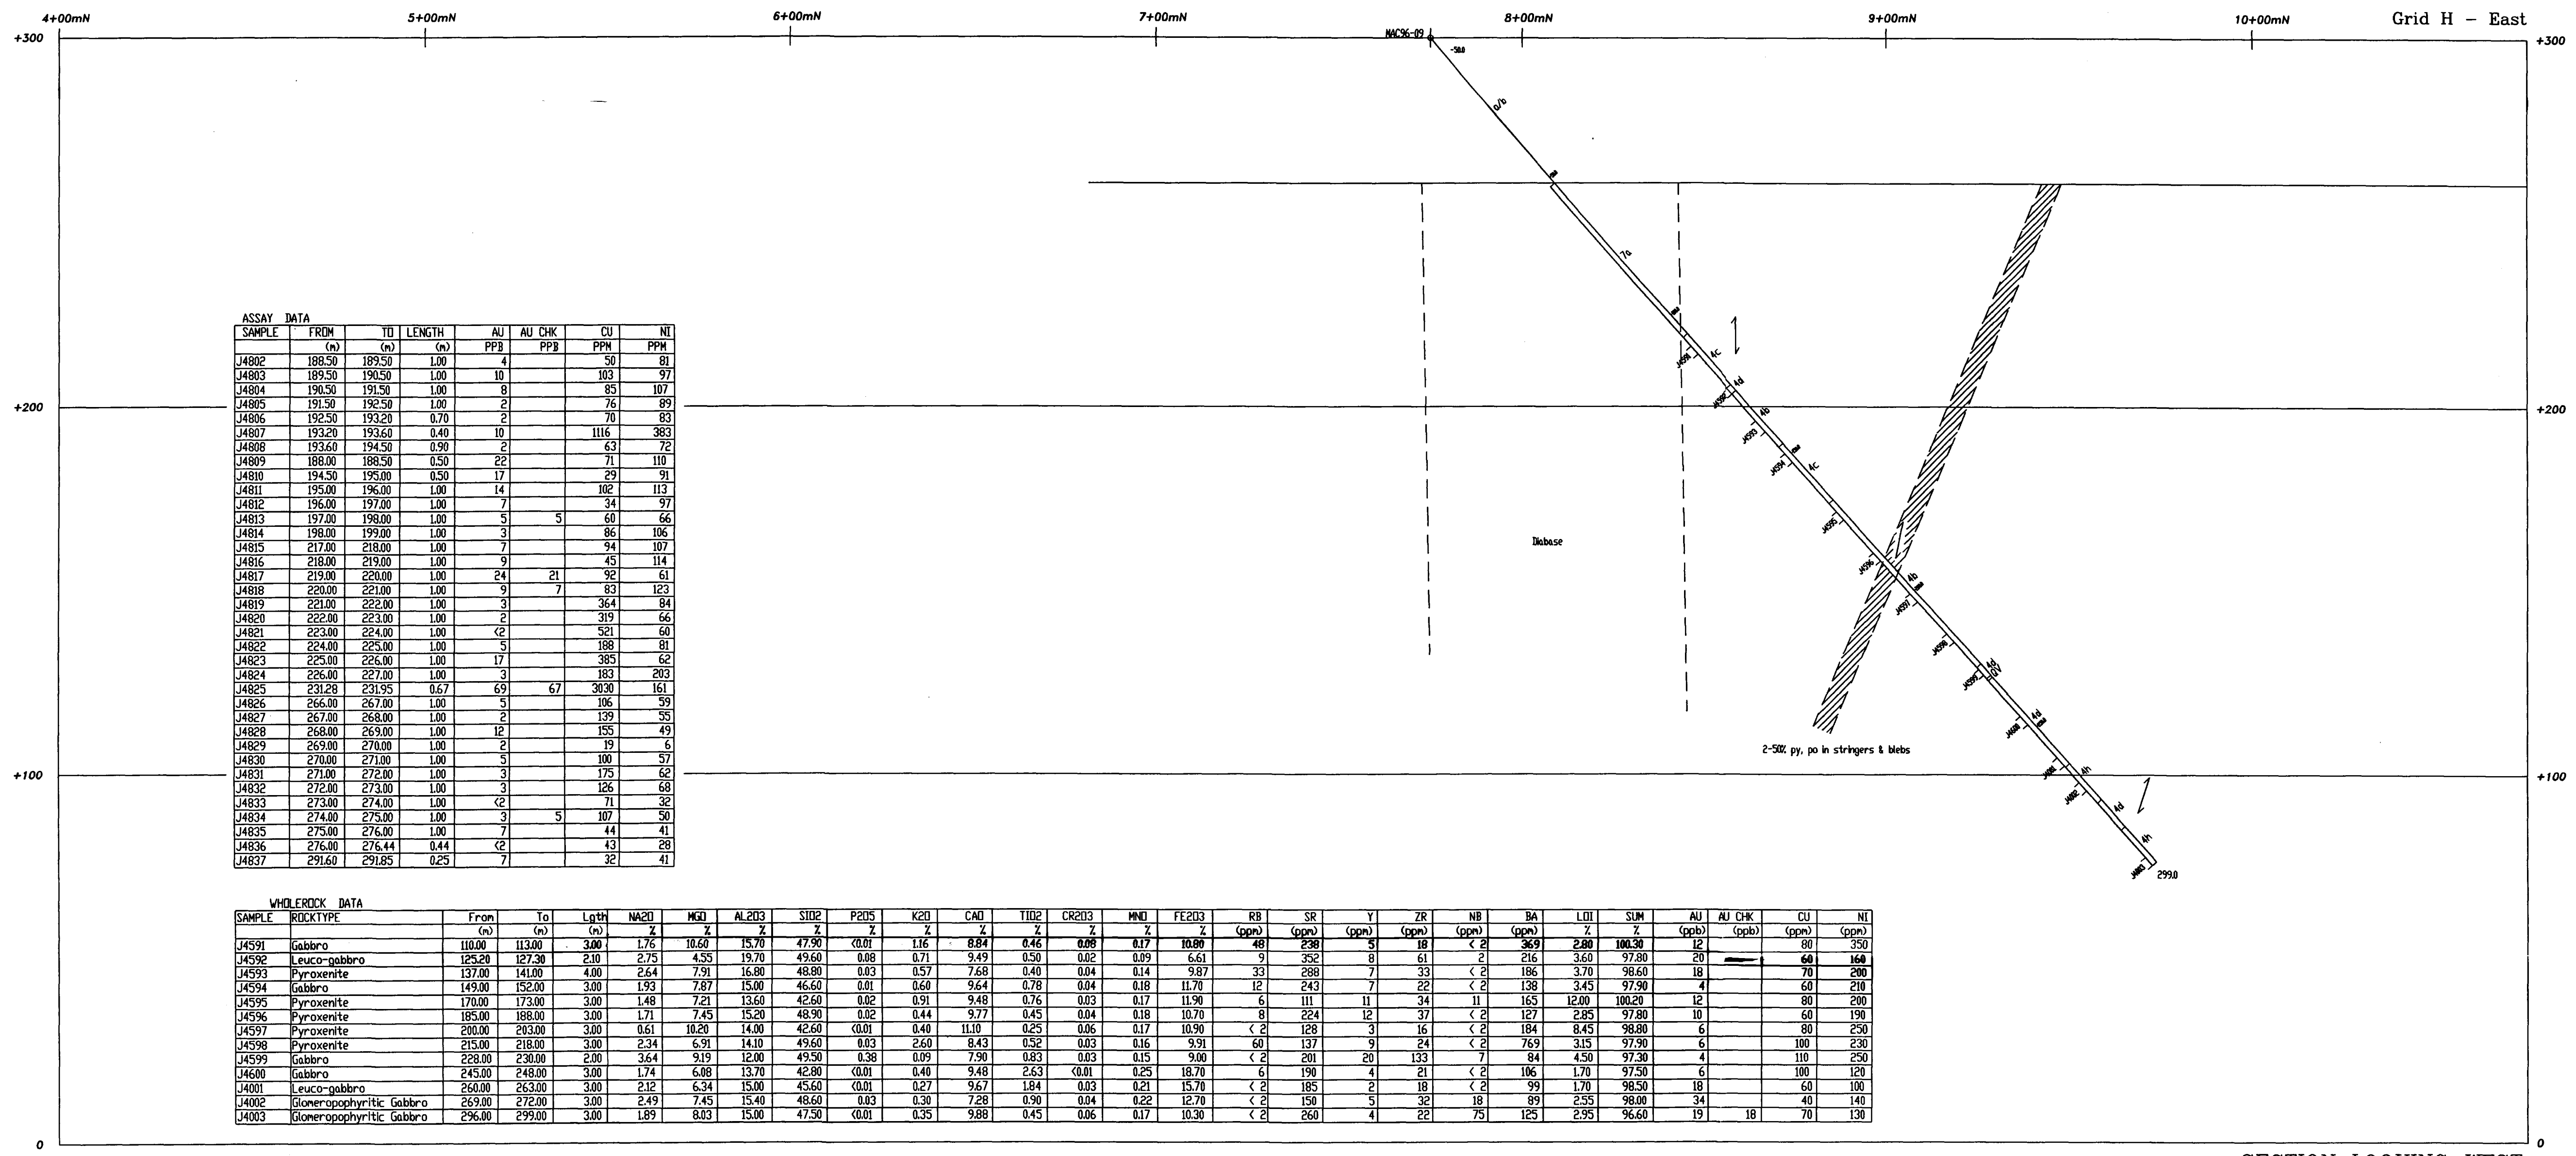 4+00mN 5+00mN 6+00mN 7+00mN 8+00mN 9+00mN 10+00mN Grid H – East
+300 MAC96-09 +300
-50.0
o/b
7a
4c
J4591
4d
J4592
+200 +200
4b
J4593
J4594
4c
J4595
Diabase
J4596
4b
J4597
J4598
4d
QV
J4599
4d
J4600
2-50% py, po in stringers & blebs
+100 +100
J4001
4h
J4002
4d
4h
J4003
299.0
ASSAY DATA
SAMPLE FROM TO LENGTH AU AU CHK CU NI
(m) (m) (m) PPB PPB PPM PPM
J4802 188.50 189.50 1.00 4 50 81
J4803 189.50 190.50 1.00 10 103 97
J4804 190.50 191.50 1.00 8 85 107
J4805 191.50 192.50 1.00 2 76 89
J4806 192.50 193.20 0.70 2 70 83
J4807 193.20 193.60 0.40 10 1116 383
J4808 193.60 194.50 0.90 2 63 72
J4809 188.00 188.50 0.50 22 71 110
J4810 194.50 195.00 0.50 17 29 91
J4811 195.00 196.00 1.00 14 102 113
J4812 196.00 197.00 1.00 7 34 97
J4813 197.00 198.00 1.00 5 5 60 66
J4814 198.00 199.00 1.00 3 86 106
J4815 217.00 218.00 1.00 7 94 107
J4816 218.00 219.00 1.00 9 45 114
J4817 219.00 220.00 1.00 24 21 92 61
J4818 220.00 221.00 1.00 9 7 83 123
J4819 221.00 222.00 1.00 3 364 84
J4820 222.00 223.00 1.00 2 319 66
J4821 223.00 224.00 1.00 <2 521 60
J4822 224.00 225.00 1.00 5 188 81
J4823 225.00 226.00 1.00 17 385 62
J4824 226.00 227.00 1.00 3 183 203
J4825 231.28 231.95 0.67 69 67 3030 161
J4826 266.00 267.00 1.00 5 106 59
J4827 267.00 268.00 1.00 2 139 55
J4828 268.00 269.00 1.00 12 155 49
J4829 269.00 270.00 1.00 2 19 6
J4830 270.00 271.00 1.00 5 100 57
J4831 271.00 272.00 1.00 3 175 62
J4832 272.00 273.00 1.00 3 126 68
J4833 273.00 274.00 1.00 <2 71 32
J4834 274.00 275.00 1.00 3 5 107 50
J4835 275.00 276.00 1.00 7 44 41
J4836 276.00 276.44 0.44 <2 43 28
J4837 291.60 291.85 0.25 7 32 41
WHOLEROCK DATA
SAMPLE ROCKTYPE From To Lgth NA2O MGO AL2O3 SIO2 P2O5 K2O CAO TIO2 CR2O3 MNO FE2O3 RB SR Y ZR NB BA LOI SUM AU AU CHK CU NI
(m) (m) (m) % % % % % % % % % % % (ppm) (ppm) (ppm) (ppm) (ppm) (ppm) % % (ppb) (ppb) (ppm) (ppm)
J4591 Gabbro 110.00 113.00 3.00 1.76 10.60 15.70 47.90 <0.01 1.16 8.84 0.46 0.08 0.17 10.80 48 238 5 18 < 2 369 2.80 100.30 12 80 350
J4592 Leuco-gabbro 125.20 127.30 2.10 2.75 4.55 19.70 49.60 0.08 0.71 9.49 0.50 0.02 0.09 6.61 9 352 8 61 2 216 3.60 97.80 20 60 160
J4593 Pyroxenite 137.00 141.00 4.00 2.64 7.91 16.80 48.80 0.03 0.57 7.68 0.40 0.04 0.14 9.87 33 288 7 33 < 2 186 3.70 98.60 18 70 200
J4594 Gabbro 149.00 152.00 3.00 1.93 7.87 15.00 46.60 0.01 0.60 9.64 0.78 0.04 0.18 11.70 12 243 7 22 < 2 138 3.45 97.90 4 60 210
J4595 Pyroxenite 170.00 173.00 3.00 1.48 7.21 13.60 42.60 0.02 0.91 9.48 0.76 0.03 0.17 11.90 6 111 11 34 11 165 12.00 100.20 12 80 200
J4596 Pyroxenite 185.00 188.00 3.00 1.71 7.45 15.20 48.90 0.02 0.44 9.77 0.45 0.04 0.18 10.70 8 224 12 37 < 2 127 2.85 97.80 10 60 190
J4597 Pyroxenite 200.00 203.00 3.00 0.61 10.20 14.00 42.60 <0.01 0.40 11.10 0.25 0.06 0.17 10.90 < 2 128 3 16 < 2 184 8.45 98.80 6 80 250
J4598 Pyroxenite 215.00 218.00 3.00 2.34 6.91 14.10 49.60 0.03 2.60 8.43 0.52 0.03 0.16 9.91 60 137 9 24 < 2 769 3.15 97.90 6 100 230
J4599 Gabbro 228.00 230.00 2.00 3.64 9.19 12.00 49.50 0.38 0.09 7.90 0.83 0.03 0.15 9.00 < 2 201 20 133 7 84 4.50 97.30 4 110 250
J4600 Gabbro 245.00 248.00 3.00 1.74 6.08 13.70 42.80 <0.01 0.40 9.48 2.63 <0.01 0.25 18.70 6 190 4 21 < 2 106 1.70 97.50 6 100 120
J4001 Leuco-gabbro 260.00 263.00 3.00 2.12 6.34 15.00 45.60 <0.01 0.27 9.67 1.84 0.03 0.21 15.70 < 2 185 2 18 < 2 99 1.70 98.50 18 60 100
J4002 Glomeropophyritic Gabbro 269.00 272.00 3.00 2.49 7.45 15.40 48.60 0.03 0.30 7.28 0.90 0.04 0.22 12.70 < 2 150 5 32 18 89 2.55 98.00 34 40 140
J4003 Glomeropophyritic Gabbro 296.00 299.00 3.00 1.89 8.03 15.00 47.50 <0.01 0.35 9.88 0.45 0.06 0.17 10.30 < 2 260 4 22 75 125 2.95 96.60 19 18 70 130
0 0